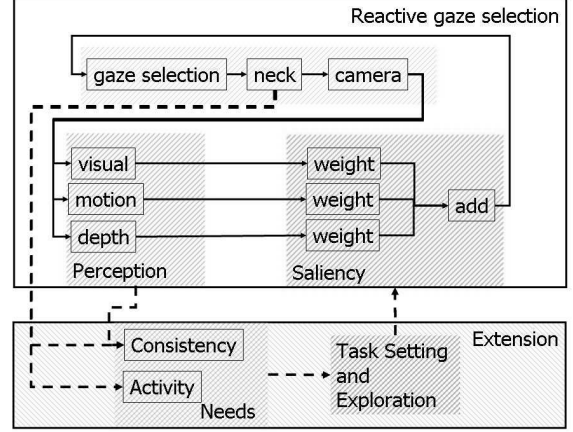 Reactive gaze selection
gaze selection
neck
camera
visual
weight
motion
weight
add
depth
weight
Perception
Saliency
Extension
Consistency
Task Setting
and
Exploration
Activity
Needs